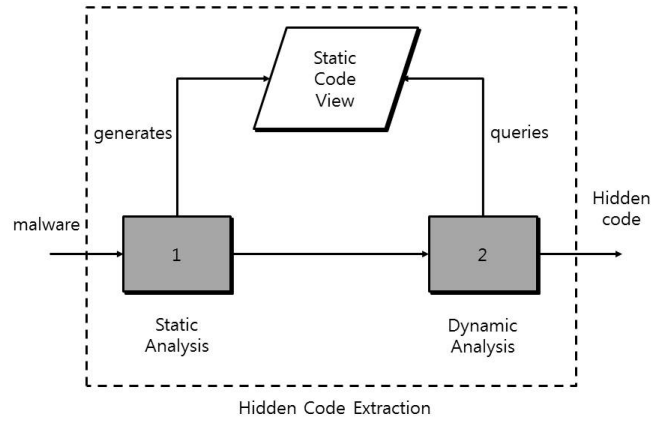 Static
Code
View
generates
queries
malware
Hidden
code
1
2
Static
Analysis
Dynamic
Analysis
Hidden Code Extraction